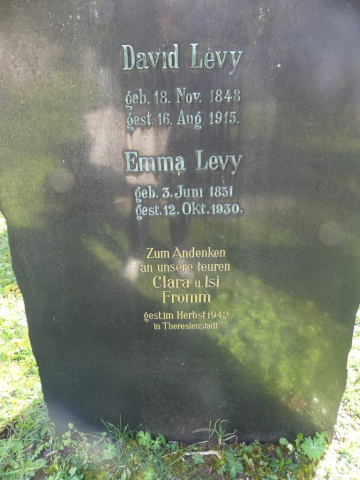 David Levy
geb. 18. Nov. 1848
gest. 16. Aug 1915.
Emma Levy
geb. 3. Juni 1851
gest. 12. Okt. 1930.
Zum Andenken
an unsere teuren
Clara u. Isi
Fromm
gest. im Herbst 1942
in Theresienstadt